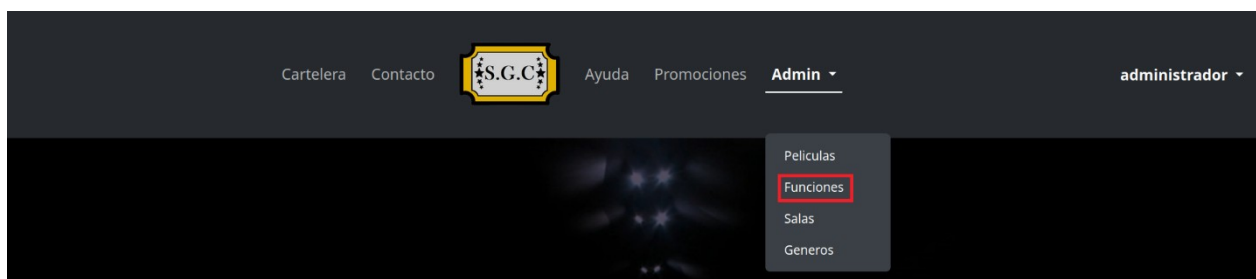 Cartelera Contacto S.G.C Ayuda Promociones Admin administrador
Peliculas
Funciones
Salas
Generos